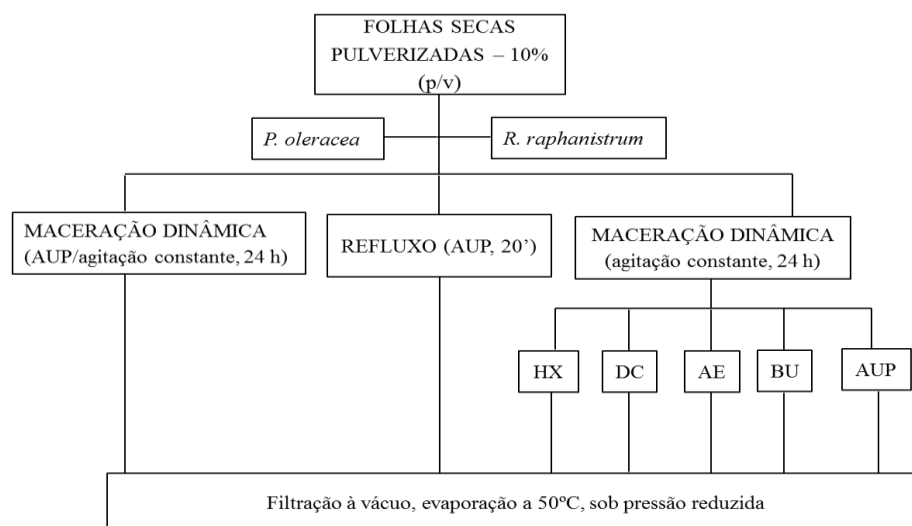 FOLHAS SECAS
PULVERIZADAS – 10%
(p/v)
P. oleracea
R. raphanistrum
MACERAÇÃO DINÂMICA
(AUP/agitação constante, 24 h)
REFLUXO (AUP, 20’)
MACERAÇÃO DINÂMICA
(agitação constante, 24 h)
HX
DC
AE
BU
AUP
Filtração à vácuo, evaporação a 50ºC, sob pressão reduzida